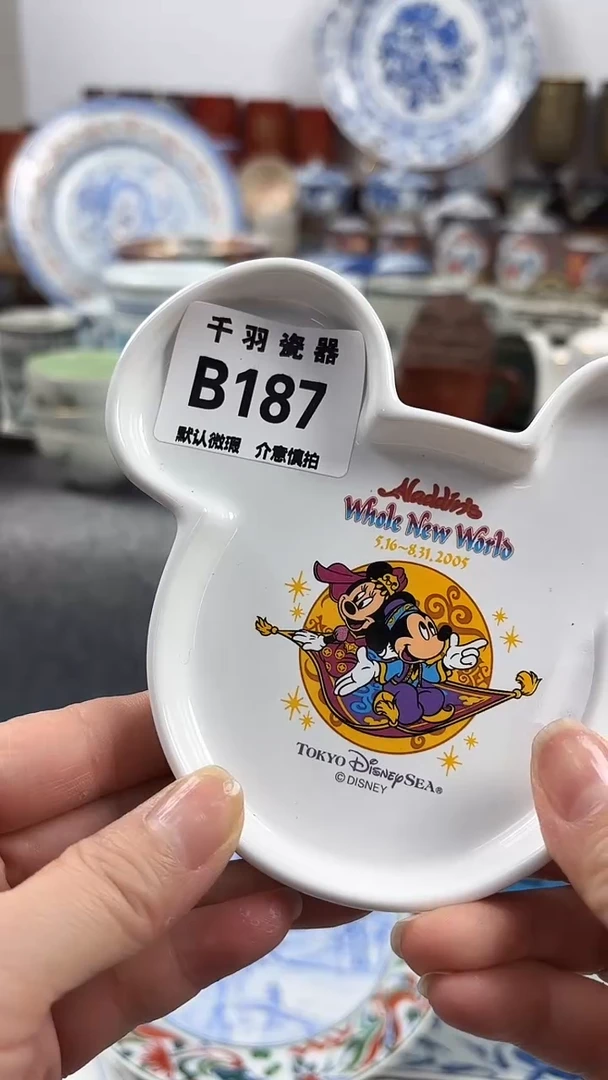 千羽瓷器
B187
默认微瑕 介意慎拍
Aladdin's
Whole New World
5.16~8.31.2005
TOKYO DISNEYSEA®
© DISNEY